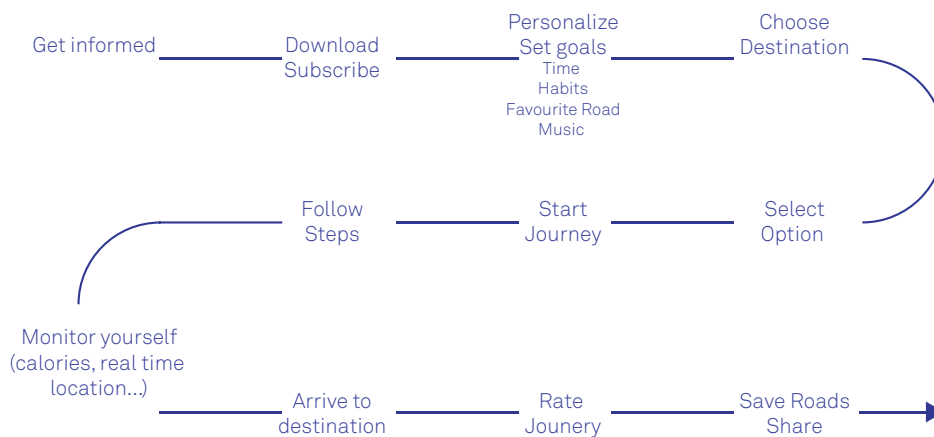 Get informed
Download
Subscribe
Personalize
Set goals
Time
Habits
Favourite Road
Music
Choose
Destination
Select
Option
Start
Journey
Follow
Steps
Monitor yourself
(calories, real time
location...)
Arrive to
destination
Rate
Jounery
Save Roads
Share